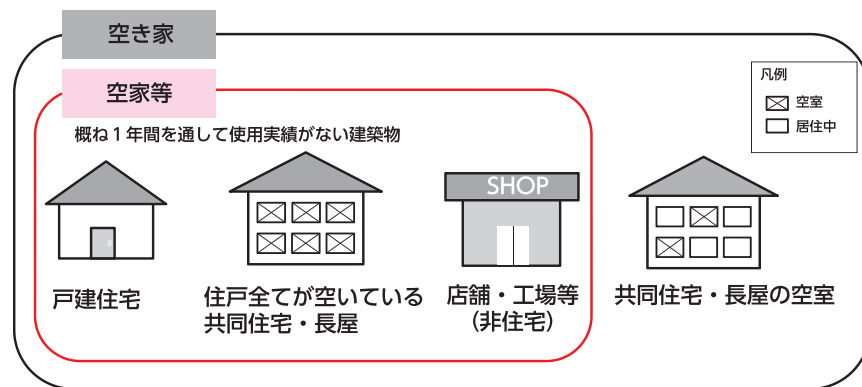 空き家
空家等
概ね1年間を通して使用実績がない建築物
凡例
空室
居住中
SHOP
戸建住宅
住戸全てが空いている
共同住宅・長屋
店舗・工場等
(非住宅)
共同住宅・長屋の空室